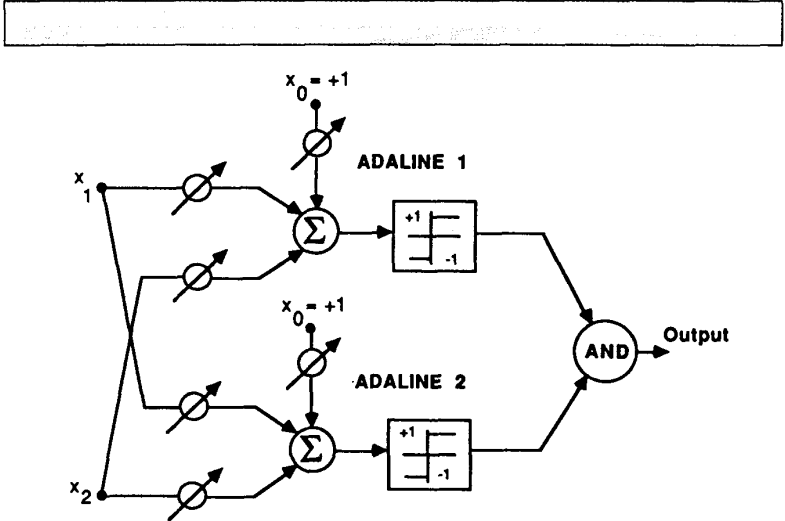 x0 = +1
ADALINE 1
x1
Σ
+1
-1
x0 = +1
AND
Output
ADALINE 2
Σ
+1
-1
x2